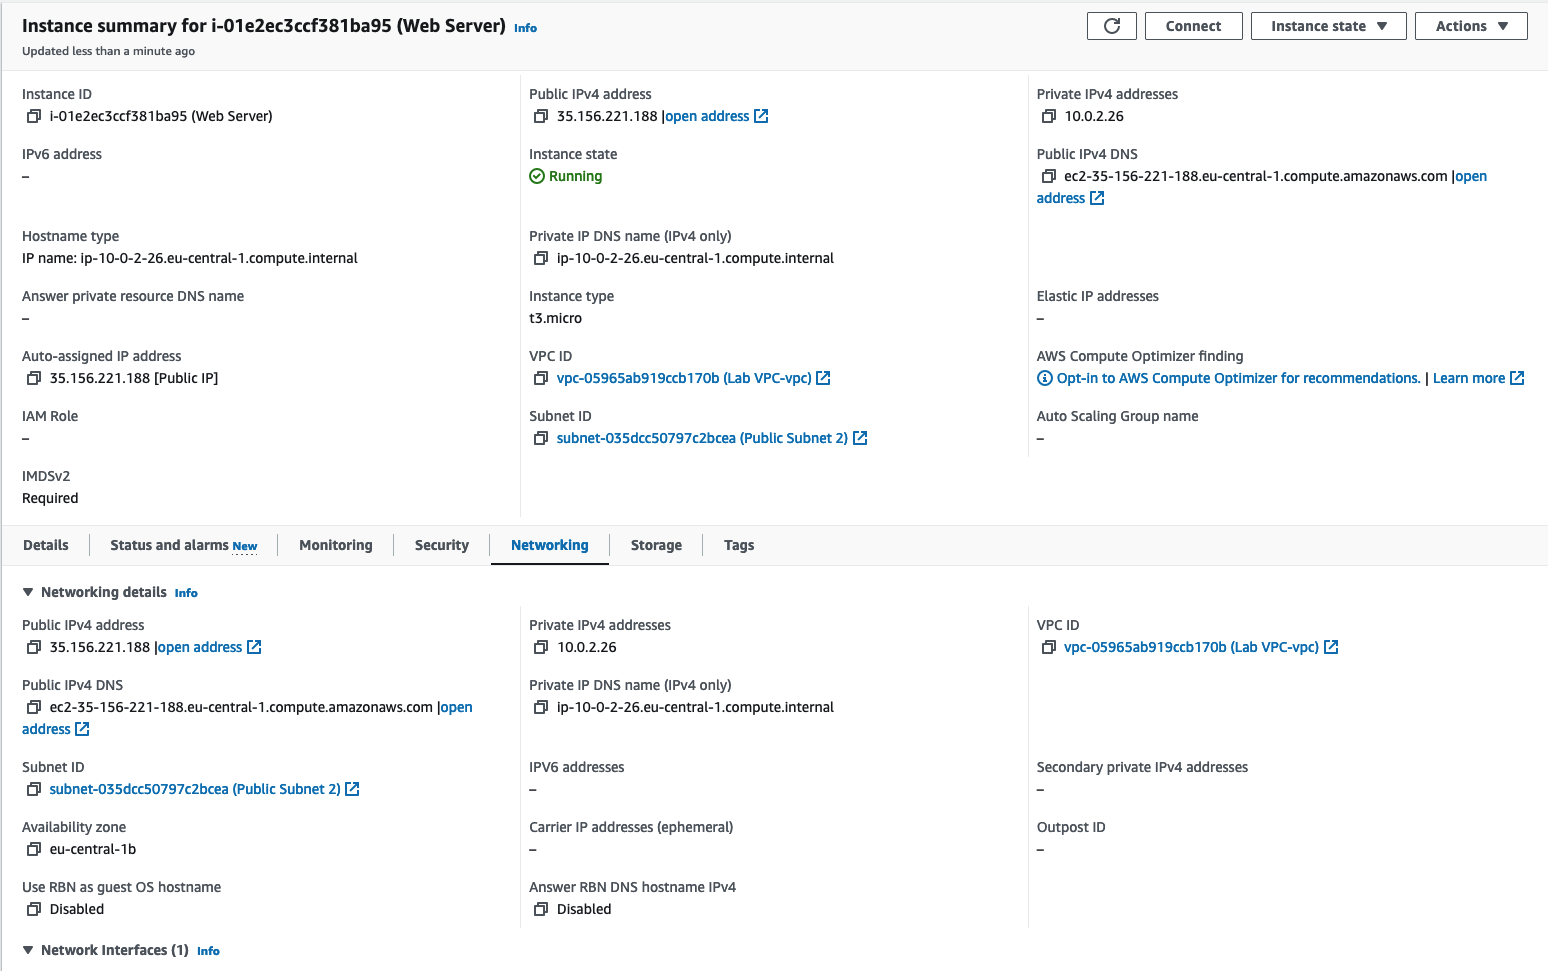 Instance summary for i-01e2ec3ccf381ba95 (Web Server) Info
Updated less than a minute ago
Connect
Instance state
Actions
Instance ID
i-01e2ec3ccf381ba95 (Web Server)
Public IPv4 address
35.156.221.188 |open address
Private IPv4 addresses
10.0.2.26
IPv6 address
–
Instance state
Running
Public IPv4 DNS
ec2-35-156-221-188.eu-central-1.compute.amazonaws.com |open
address
Hostname type
IP name: ip-10-0-2-26.eu-central-1.compute.internal
Private IP DNS name (IPv4 only)
ip-10-0-2-26.eu-central-1.compute.internal
Answer private resource DNS name
–
Instance type
t3.micro
Elastic IP addresses
–
Auto-assigned IP address
35.156.221.188 [Public IP]
VPC ID
vpc-05965ab919ccb170b (Lab VPC-vpc)
AWS Compute Optimizer finding
Opt-in to AWS Compute Optimizer for recommendations. | Learn more
IAM Role
–
Subnet ID
subnet-035dcc50797c2bcea (Public Subnet 2)
Auto Scaling Group name
–
IMDSv2
Required
Details
Status and alarms New
Monitoring
Security
Networking
Storage
Tags
Networking details Info
Public IPv4 address
35.156.221.188 |open address
Private IPv4 addresses
10.0.2.26
VPC ID
vpc-05965ab919ccb170b (Lab VPC-vpc)
Public IPv4 DNS
ec2-35-156-221-188.eu-central-1.compute.amazonaws.com |open
address
Private IP DNS name (IPv4 only)
ip-10-0-2-26.eu-central-1.compute.internal
Subnet ID
subnet-035dcc50797c2bcea (Public Subnet 2)
IPV6 addresses
–
Secondary private IPv4 addresses
–
Availability zone
eu-central-1b
Carrier IP addresses (ephemeral)
–
Outpost ID
–
Use RBN as guest OS hostname
Disabled
Answer RBN DNS hostname IPv4
Disabled
Network Interfaces (1) Info